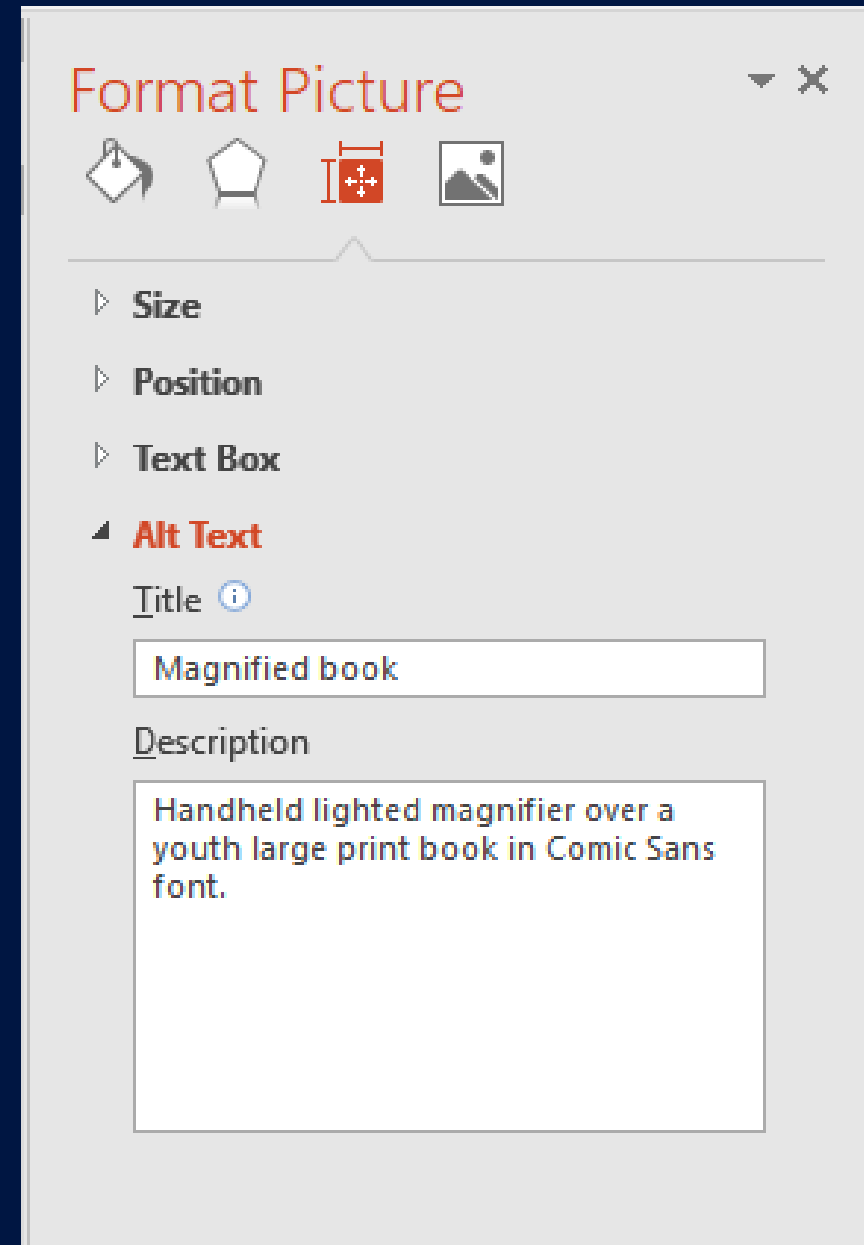 Format Picture
Size
Position
Text Box
Alt Text
Title
Magnified book
Description
Handheld lighted magnifier over a
youth large print book in Comic Sans
font.